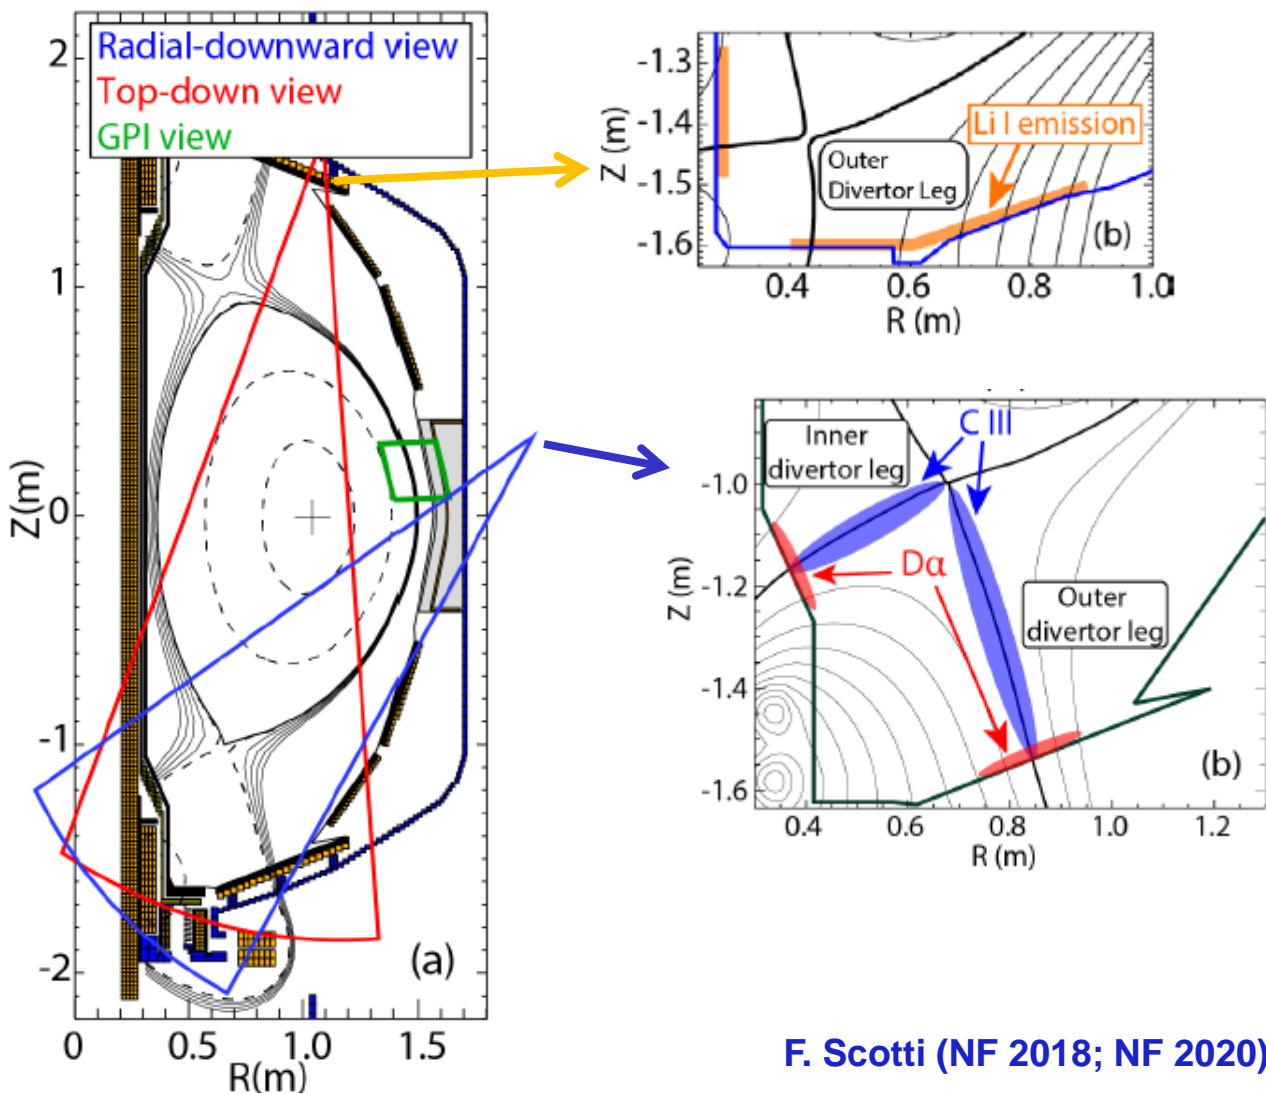 Radial-downward view
Top-down view
GPI view
2
1
0
-1
-2
Z(m)
0
0.5
1.0
1.5
R(m)
(a)
-1.3
-1.4
-1.5
-1.6
Z (m)
Li I emission
Outer
Divertor Leg
(b)
0.4
0.6
0.8
1.0
R (m)
C III
Inner
divertor leg
-1.0
-1.2
-1.4
-1.6
Z (m)
Dα
Outer
divertor leg
(b)
0.4
0.6
0.8
1.0
1.2
R (m)
F. Scotti (NF 2018; NF 2020)